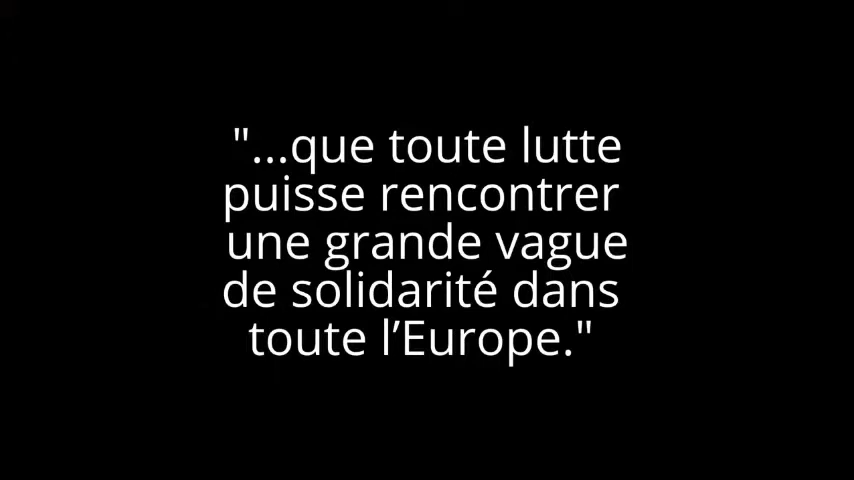 "...que toute lutte
puisse rencontrer
une grande vague
de solidarité dans
toute l’Europe."